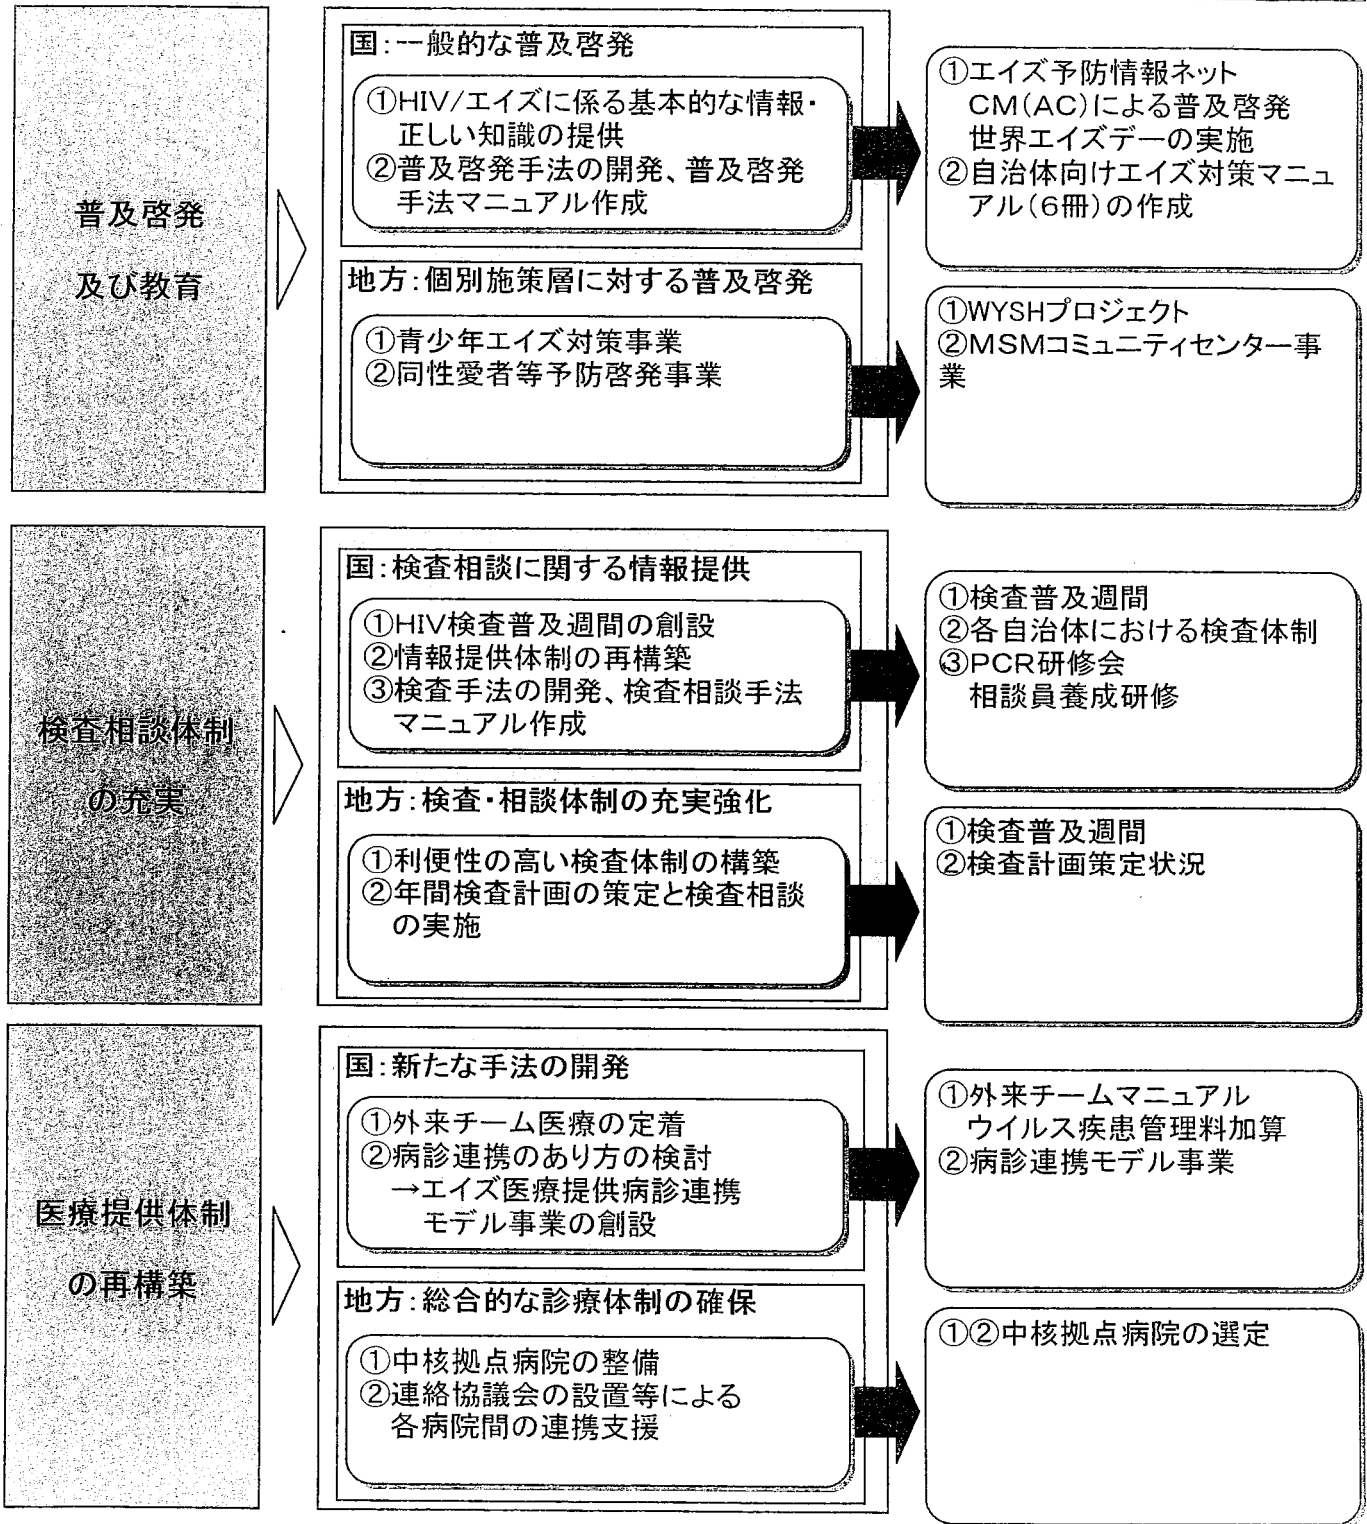 普及啓発
及び教育
国:一般的な普及啓発
①HIV/エイズに係る基本的な情報・
正しい知識の提供
②普及啓発手法の開発、普及啓発
手法マニュアル作成
①エイズ予防情報ネット
CM(AC)による普及啓発
世界エイズデーの実施
②自治体向けエイズ対策マニュ
アル(6冊)の作成
地方:個別施策層に対する普及啓発
①青少年エイズ対策事業
②同性愛者等予防啓発事業
①WYSHプロジェクト
②MSMコミュニティセンター事
業
検査相談体制
の充実
国:検査相談に関する情報提供
①HIV検査普及週間の創設
②情報提供体制の再構築
③検査手法の開発、検査相談手法
マニュアル作成
①検査普及週間
②各自治体における検査体制
③PCR研修会
相談員養成研修
地方:検査・相談体制の充実強化
①利便性の高い検査体制の構築
②年間検査計画の策定と検査相談
の実施
①検査普及週間
②検査計画策定状況
医療提供体制
の再構築
国:新たな手法の開発
①外来チーム医療の定着
②病診連携のあり方の検討
→エイズ医療提供病診連携
モデル事業の創設
①外来チームマニュアル
ウイルス疾患管理料加算
②病診連携モデル事業
地方:総合的な診療体制の確保
①中核拠点病院の整備
②連絡協議会の設置等による
各病院間の連携支援
①②中核拠点病院の選定